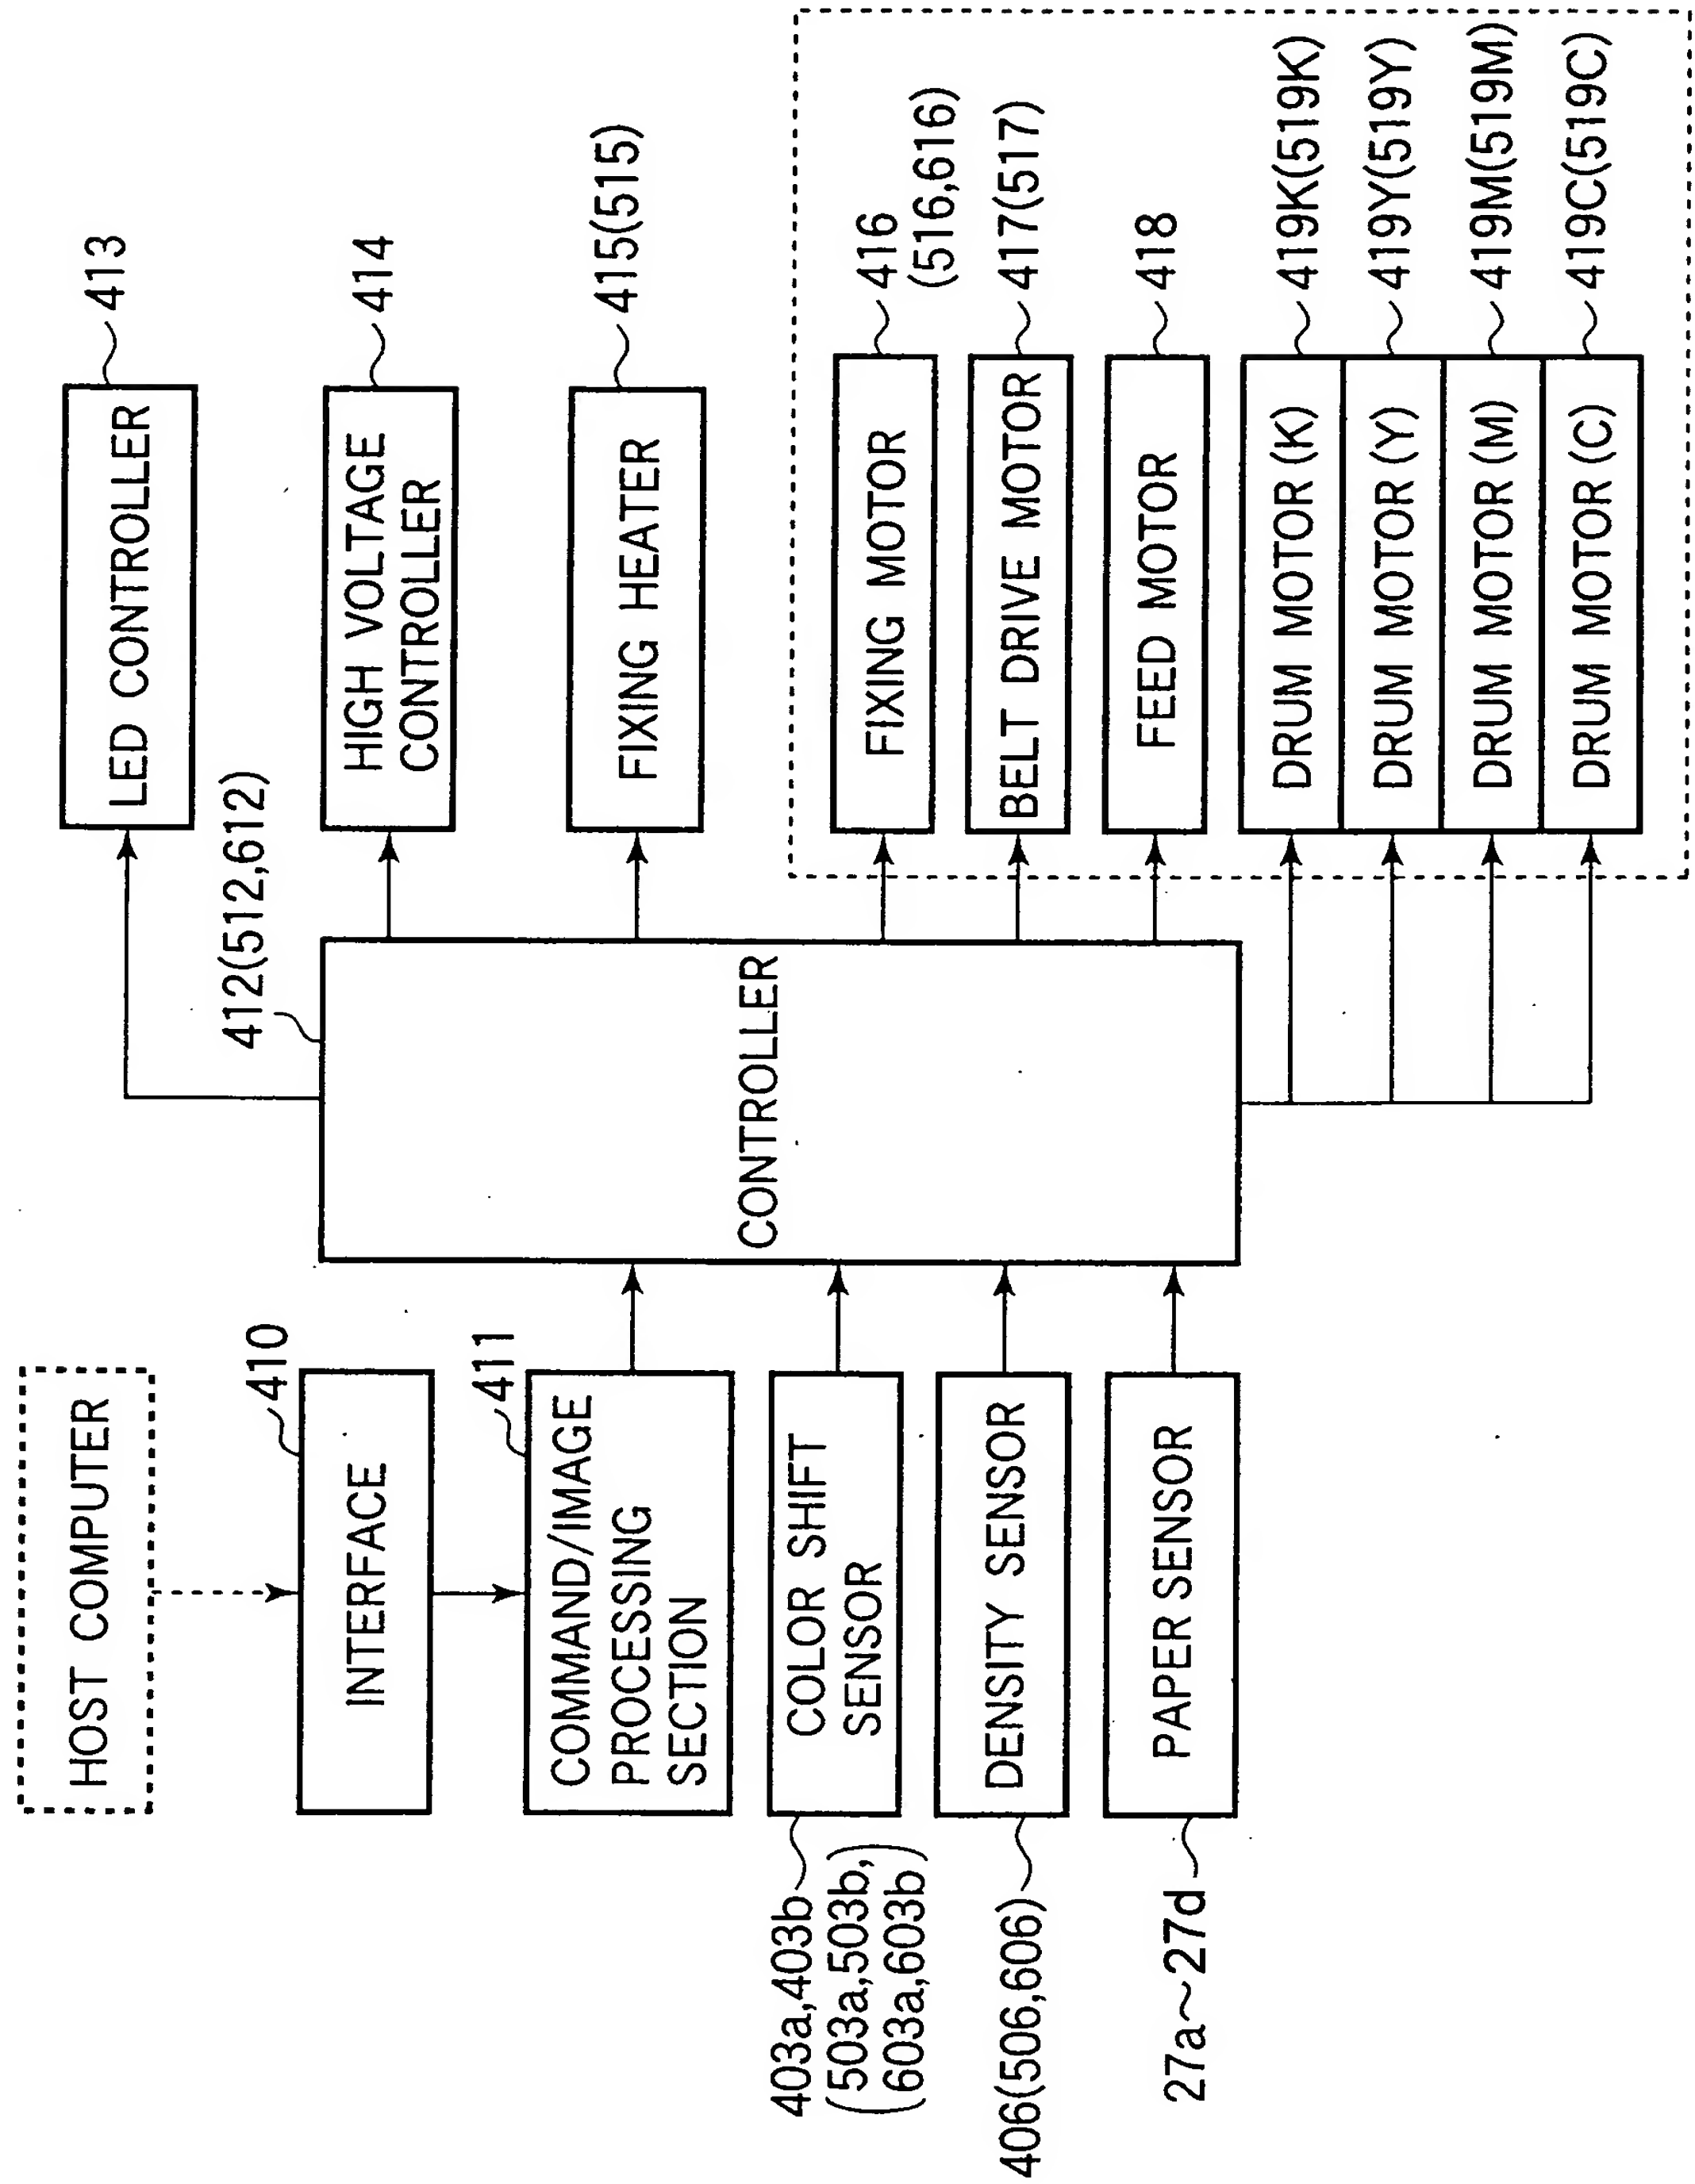 HOST COMPUTER
410
INTERFACE
411
COMMAND/IMAGE
PROCESSING
SECTION
403a,403b
(503a,503b,
603a,603b)
COLOR SHIFT
SENSOR
406(506,606)
DENSITY SENSOR
27a~27d
PAPER SENSOR
412(512,612)
CONTROLLER
413
LED CONTROLLER
414
HIGH VOLTAGE
CONTROLLER
415(515)
FIXING HEATER
416
(516,616)
FIXING MOTOR
417(517)
BELT DRIVE MOTOR
418
FEED MOTOR
419K(519K)
DRUM MOTOR(K)
419Y(519Y)
DRUM MOTOR(Y)
419M(519M)
DRUM MOTOR(M)
419C(519C)
DRUM MOTOR(C)